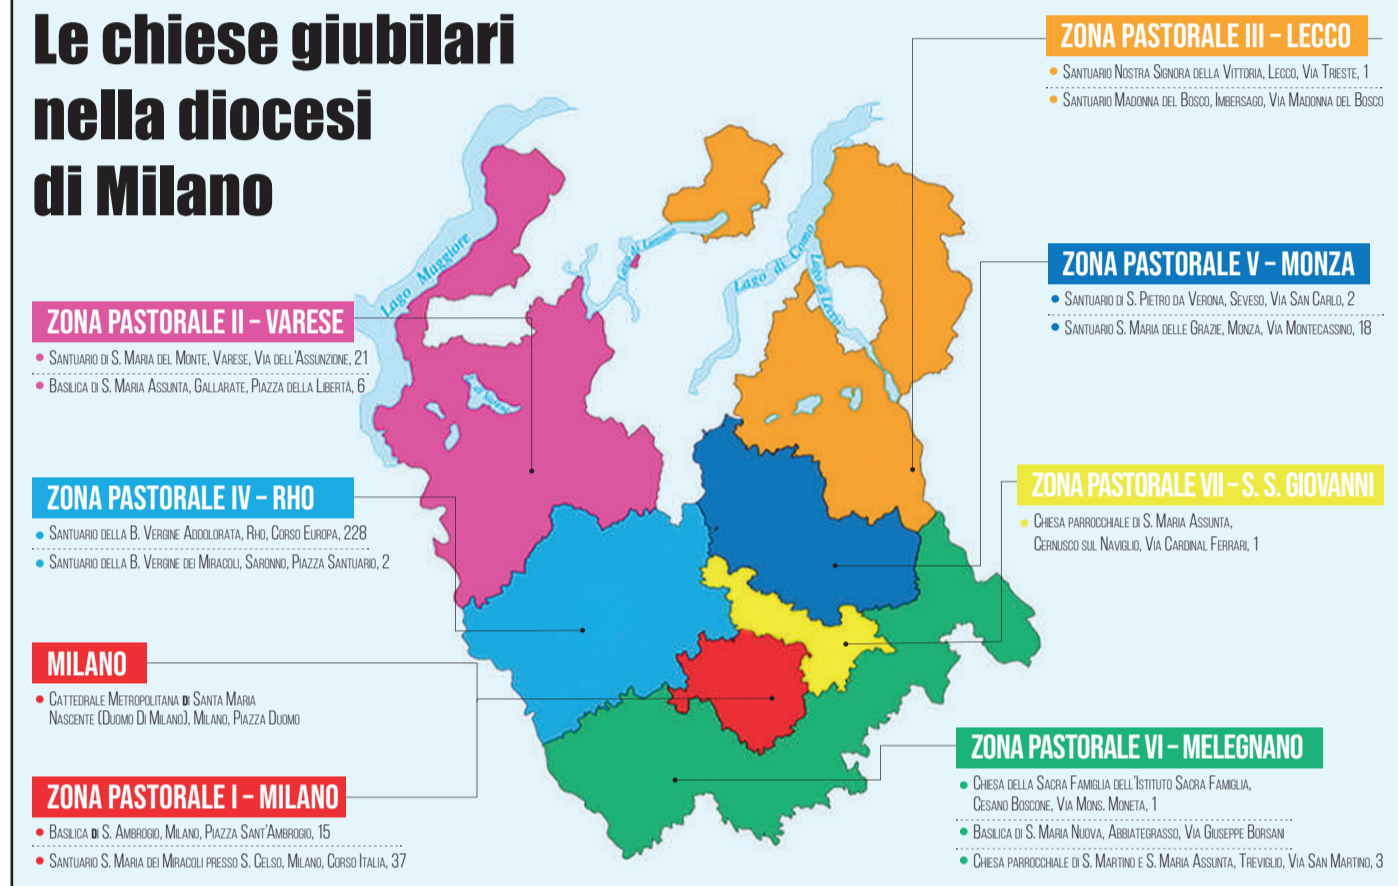 Le chiese giubilari
nella diocesi
di Milano
ZONA PASTORALE III – LECCO
Santuario Nostra Signora della Vittoria, Lecco, Via Trieste, 1
Santuario Madonna del Bosco, Imbersago, Via Madonna del Bosco
Lago Maggiore
Lago di Lugano
Lago di Como
Lago di Lecco
di Varese
ZONA PASTORALE V – MONZA
Santuario di S. Pietro da Verona, Seveso, Via San Carlo, 2
Santuario S. Maria delle Grazie, Monza, Via Montecassino, 18
ZONA PASTORALE II – VARESE
Santuario di S. Maria del Monte, Varese, Via dell'Assunzione, 21
Basilica di S. Maria Assunta, Gallarate, Piazza della Libertà, 6
ZONA PASTORALE IV – RHO
Santuario della B. Vergine Addolorata, Rho, Corso Europa, 228
Santuario della B. Vergine dei Miracoli, Saronno, Piazza Santuario, 2
ZONA PASTORALE VII – S. S. GIOVANNI
Chiesa parrocchiale di S. Maria Assunta,
Cernusco sul Naviglio, Via Cardinal Ferrari, 1
MILANO
Cattedrale Metropolitana di Santa Maria
Nascente (Duomo Di Milano), Milano, Piazza Duomo
ZONA PASTORALE I – MILANO
Basilica di S. Ambrogio, Milano, Piazza Sant'Ambrogio, 15
Santuario S. Maria dei Miracoli presso S. Celso, Milano, Corso Italia, 37
ZONA PASTORALE VI – MELEGNANO
Chiesa della Sacra Famiglia dell'Istituto Sacra Famiglia,
Cesano Boscone, Via Mons. Moneta, 1
Basilica di S. Maria Nuova, Abbiategrasso, Via Giuseppe Borsani
Chiesa parrocchiale di S. Martino e S. Maria Assunta, Treviglio, Via San Martino, 3